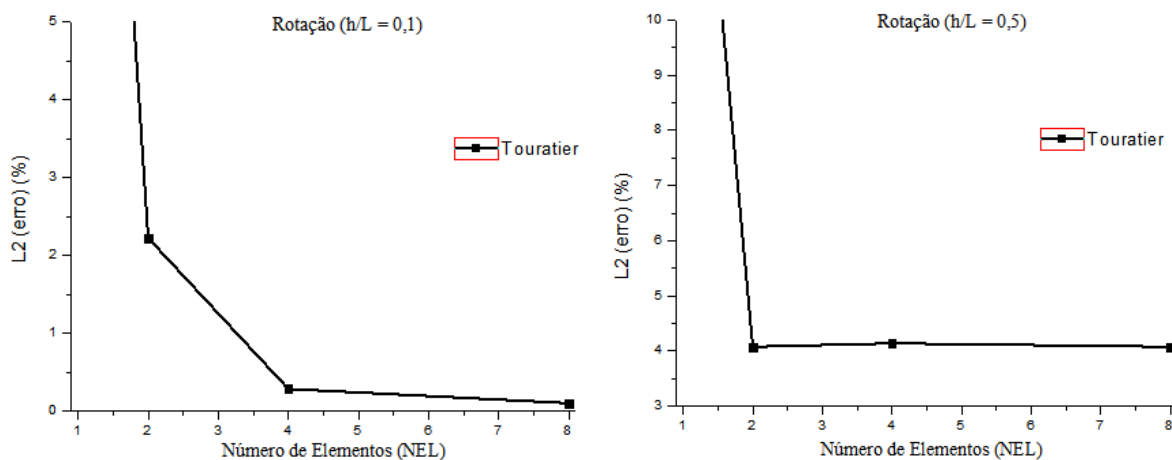 Rotação (h/L = 0,1)
5
4
3
2
1
0
L2 (erro) (%)
Touratier
1 2 3 4 5 6 7 8
Número de Elementos (NEL)
Rotação (h/L = 0,5)
10
9
8
7
6
5
4
3
L2 (erro) (%)
Touratier
1 2 3 4 5 6 7 8
Número de Elementos (NEL)